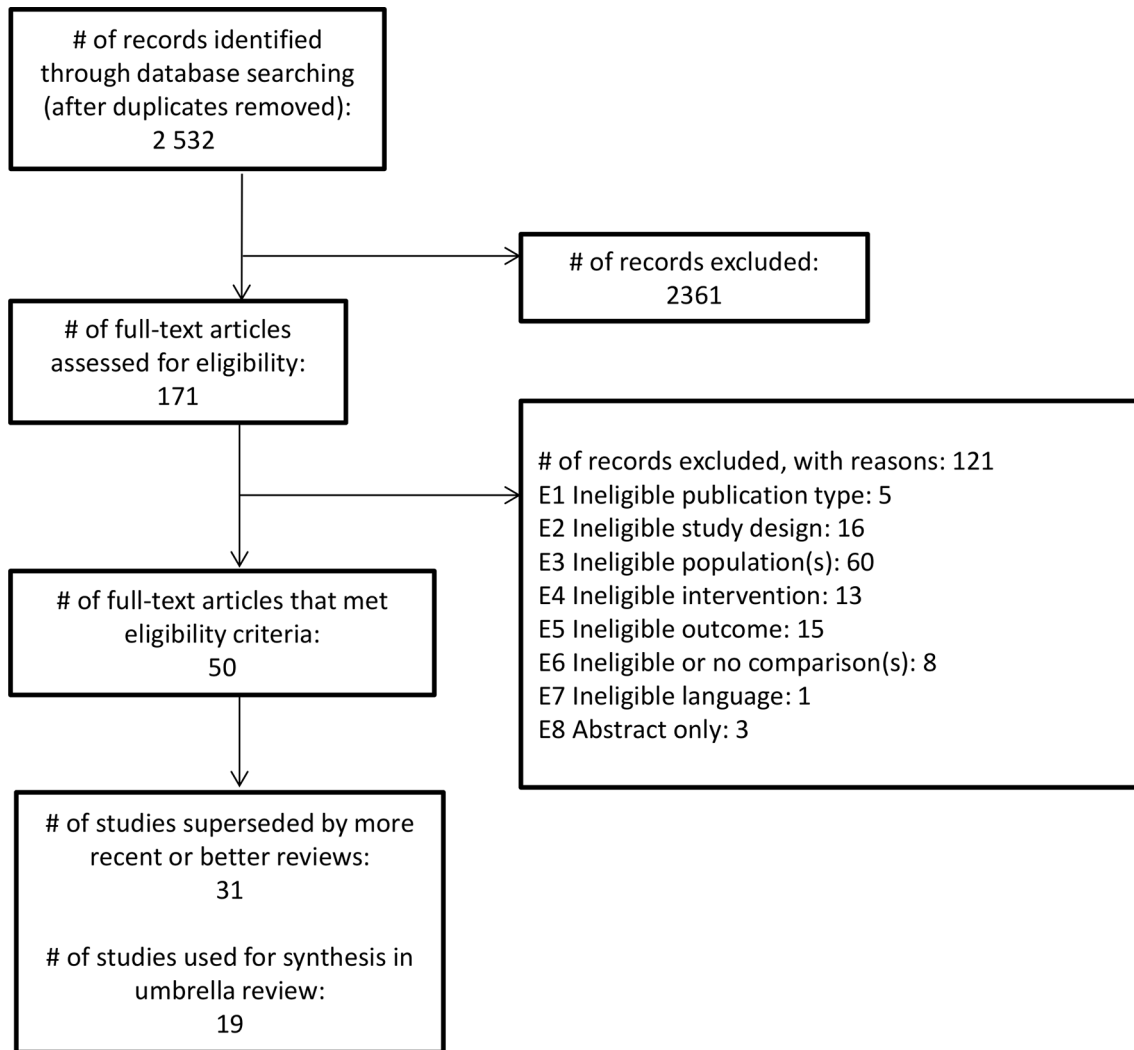 # of records identified
through database searching
(after duplicates removed):
2 532
# of records excluded:
2361
# of full-text articles
assessed for eligibility:
171
# of records excluded, with reasons: 121
E1 Ineligible publication type: 5
E2 Ineligible study design: 16
E3 Ineligible population(s): 60
E4 Ineligible intervention: 13
E5 Ineligible outcome: 15
E6 Ineligible or no comparison(s): 8
E7 Ineligible language: 1
E8 Abstract only: 3
# of full-text articles that met
eligibility criteria:
50
# of studies superseded by more
recent or better reviews:
31
# of studies used for synthesis in
umbrella review:
19